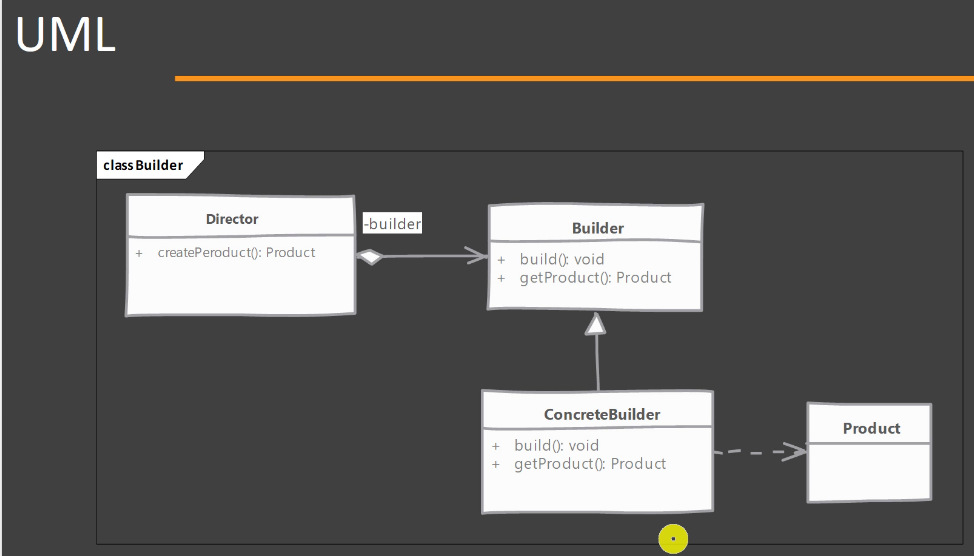 UML
class Builder
Director
+ createPeroduct(): Product
-builder
Builder
+ build(): void
+ getProduct(): Product
ConcreteBuilder
+ build(): void
+ getProduct(): Product
Product